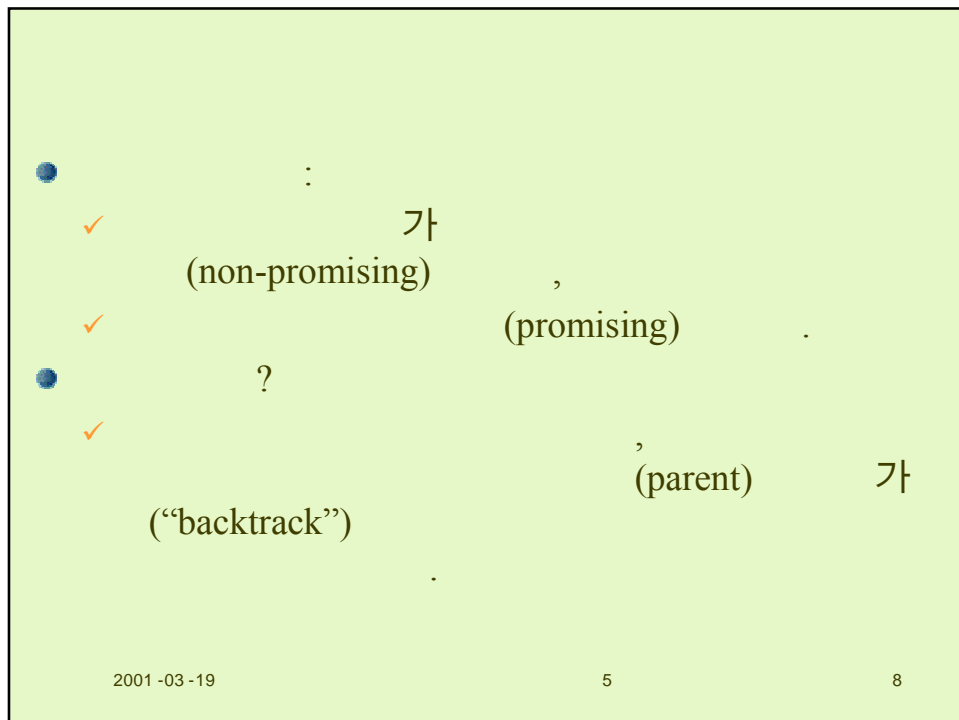 :
가
(non-promising) ,
(promising) .
?
,
(parent) 가
(“backtrack”)
.
2001 -03 -19 5 8